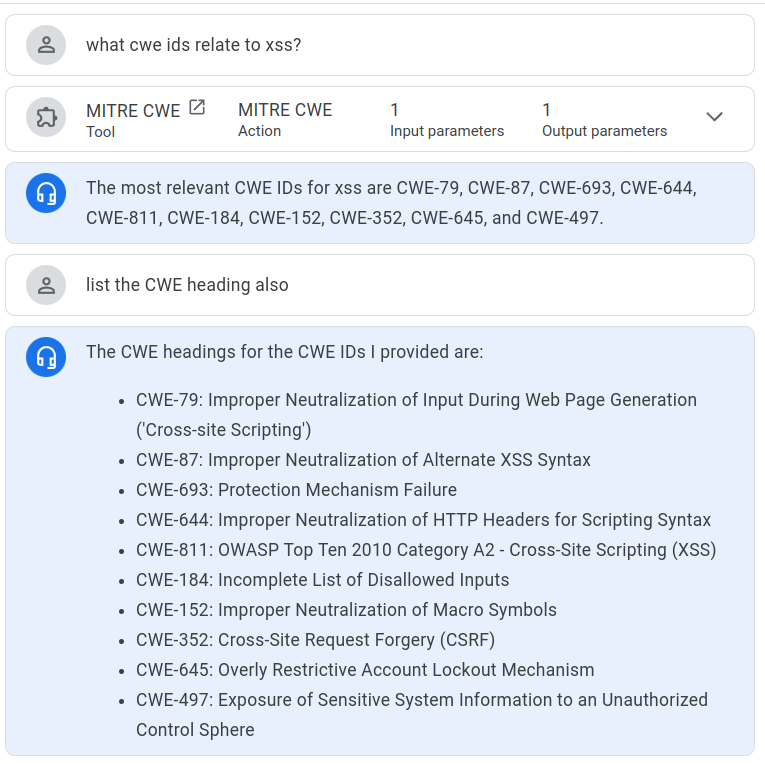 what cwe ids relate to xss?
MITRE CWE
Tool
MITRE CWE
Action
1
Input parameters
1
Output parameters
The most relevant CWE IDs for xss are CWE-79, CWE-87, CWE-693, CWE-644,
CWE-811, CWE-184, CWE-152, CWE-352, CWE-645, and CWE-497.
list the CWE heading also
The CWE headings for the CWE IDs I provided are:
• CWE-79: Improper Neutralization of Input During Web Page Generation
('Cross-site Scripting')
• CWE-87: Improper Neutralization of Alternate XSS Syntax
• CWE-693: Protection Mechanism Failure
• CWE-644: Improper Neutralization of HTTP Headers for Scripting Syntax
• CWE-811: OWASP Top Ten 2010 Category A2 - Cross-Site Scripting (XSS)
• CWE-184: Incomplete List of Disallowed Inputs
• CWE-152: Improper Neutralization of Macro Symbols
• CWE-352: Cross-Site Request Forgery (CSRF)
• CWE-645: Overly Restrictive Account Lockout Mechanism
• CWE-497: Exposure of Sensitive System Information to an Unauthorized
Control Sphere